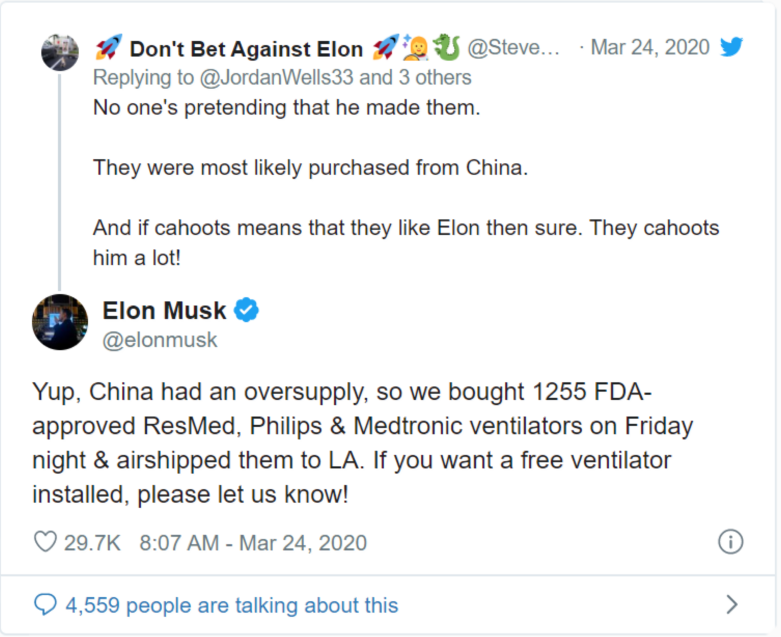 🚀 Don't Bet Against Elon 🚀👩‍🚀🐉 @Steve… · Mar 24, 2020
Replying to @JordanWells33 and 3 others
No one's pretending that he made them.
They were most likely purchased from China.
And if cahoots means that they like Elon then sure. They cahoots
him a lot!
Elon Musk
@elonmusk
Yup, China had an oversupply, so we bought 1255 FDA-
approved ResMed, Philips & Medtronic ventilators on Friday
night & airshipped them to LA. If you want a free ventilator
installed, please let us know!
29.7K 8:07 AM - Mar 24, 2020
4,559 people are talking about this